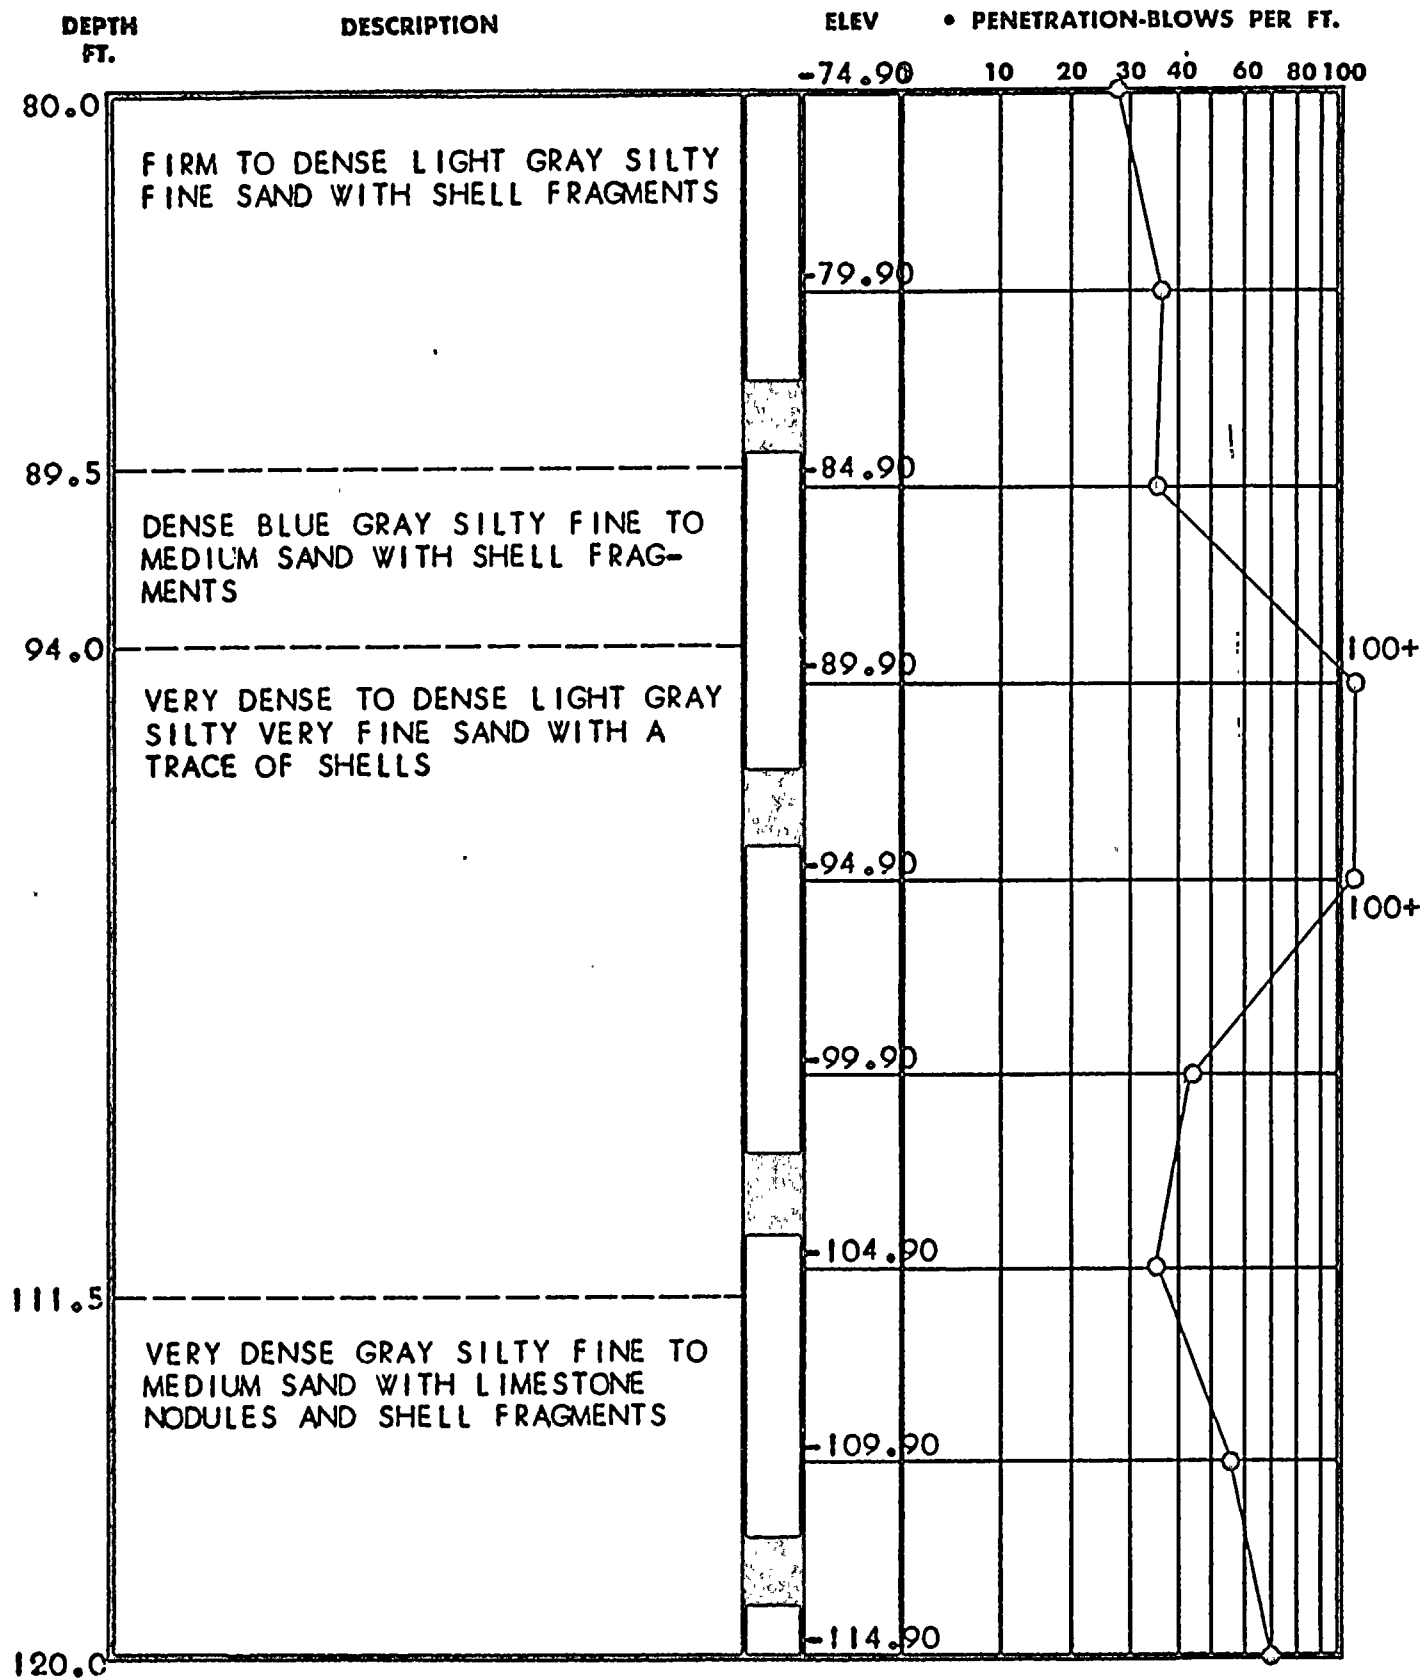 DEPTH DESCRIPTION ELEV • PENETRATION-BLOWS PER FT.
FT.
-74.90 0 10 20 30 40 60 80 100
80.0
FIRM TO DENSE LIGHT GRAY SILTY
FINE SAND WITH SHELL FRAGMENTS
-79.90
89.5 -84.90
DENSE BLUE GRAY SILTY FINE TO
MEDIUM SAND WITH SHELL FRAG-
MENTS
94.0 -89.90 100+
VERY DENSE TO DENSE LIGHT GRAY
SILTY VERY FINE SAND WITH A
TRACE OF SHELLS
-94.90
100+
-99.90
-104.90
111.5
VERY DENSE GRAY SILTY FINE TO
MEDIUM SAND WITH LIMESTONE
NODULES AND SHELL FRAGMENTS
-109.90
-114.90
120.0